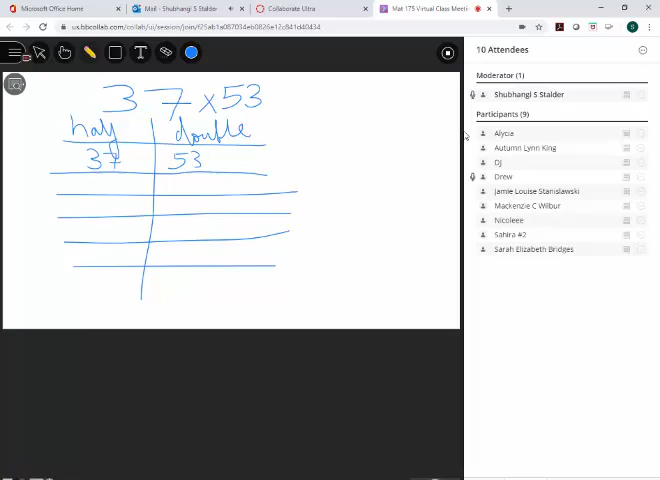 Microsoft Office Home
Mail - Shubhangi S Stalder
Collaborate Ultra
Mat 175 Virtual Class Meeti
us.bbcollab.com/collab/ui/session/join/f25ab1a087034eb0826e12c841d40434
S
T
37 x 53
half double
37 53
10 Attendees
Moderator (1)
Shubhangi S Stalder
Participants (9)
Alycia
Autumn Lynn King
DJ
Drew
Jamie Louise Stanislawski
Mackenzie C Wilbur
Nicoleee
Sahira #2
Sarah Elizabeth Bridges